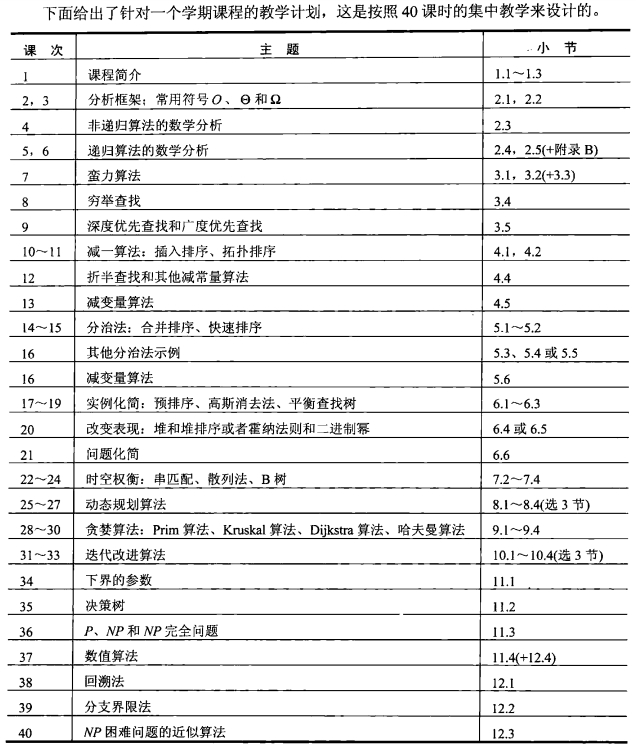 下面给出了针对一个学期课程的教学计划，这是按照 40 课时的集中教学来设计的。
课 次 主 题 小 节
1 课程简介 1.1～1.3
2，3 分析框架；常用符号 O、Θ 和 Ω 2.1，2.2
4 非递归算法的数学分析 2.3
5，6 递归算法的数学分析 2.4，2.5(+附录 B)
7 蛮力算法 3.1，3.2(+3.3)
8 穷举查找 3.4
9 深度优先查找和广度优先查找 3.5
10～11 减一算法：插入排序、拓扑排序 4.1，4.2
12 折半查找和其他减常量算法 4.4
13 减变量算法 4.5
14～15 分治法：合并排序、快速排序 5.1～5.2
16 其他分治法示例 5.3、5.4 或 5.5
16 减变量算法 5.6
17～19 实例化简：预排序、高斯消去法、平衡查找树 6.1～6.3
20 改变表现：堆和堆排序或者霍纳法则和二进制幂 6.4 或 6.5
21 问题化简 6.6
22～24 时空权衡：串匹配、散列法、B 树 7.2～7.4
25～27 动态规划算法 8.1～8.4(选 3 节)
28～30 贪婪算法：Prim 算法、Kruskal 算法、Dijkstra 算法、哈夫曼算法 9.1～9.4
31～33 迭代改进算法 10.1～10.4(选 3 节)
34 下界的参数 11.1
35 决策树 11.2
36 P、NP 和 NP 完全问题 11.3
37 数值算法 11.4(+12.4)
38 回溯法 12.1
39 分支界限法 12.2
40 NP 困难问题的近似算法 12.3